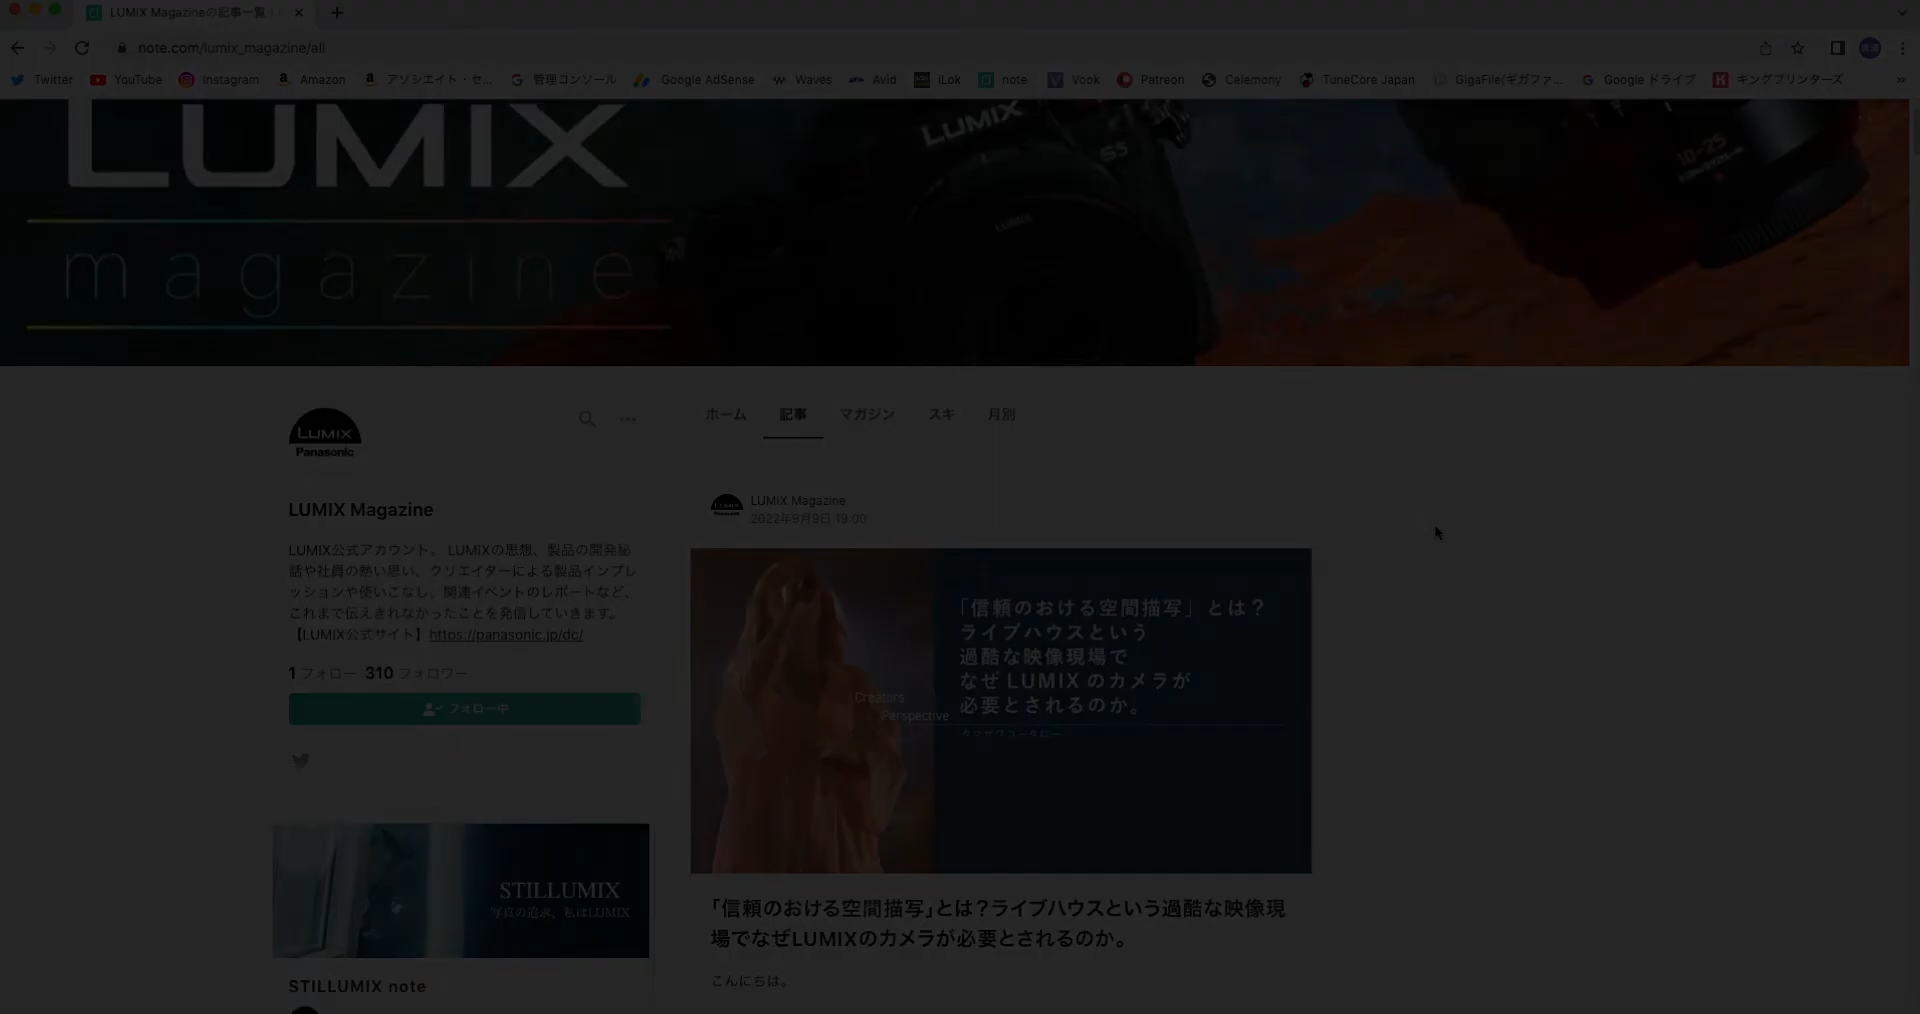 LUMIX Magazineの記事一覧
note.com/lumix_magazine/all
Twitter YouTube Instagram Amazon アソシエイト・セ... 管理コンソール Google AdSense Waves Avid iLok note Vook Patreon Celemony TuneCore Japan GigaFile(ギガファ... Google ドライブ キングプリンターズ »
LUMIX
magazine
LUMIX
S5
LUMIX
10-25
LUMIX
Panasonic
ホーム 記事 マガジン スキ 月別
LUMIX Magazine
LUMIX公式アカウント。 LUMIXの思想、製品の開発秘
話や社員の熱い思い、クリエイターによる製品インプレ
ッションや使いこなし、関連イベントのレポートなど、
これまで伝えきれなかったことを発信していきます。
【LUMIX公式サイト】https://panasonic.jp/dc/
1 フォロー 310 フォロワー
フォロー中
STILLUMIX
写真の追求、私はLUMIX
STILLUMIX note
LUMIX Magazine
2022年9月9日 19:00
Creators
Perspective
「信頼のおける空間描写」とは？
ライブハウスという
過酷な映像現場で
なぜ LUMIX のカメラが
必要とされるのか。
「信頼のおける空間描写」とは？ライブハウスという過酷な映像現
場でなぜLUMIXのカメラが必要とされるのか。
こんにちは。